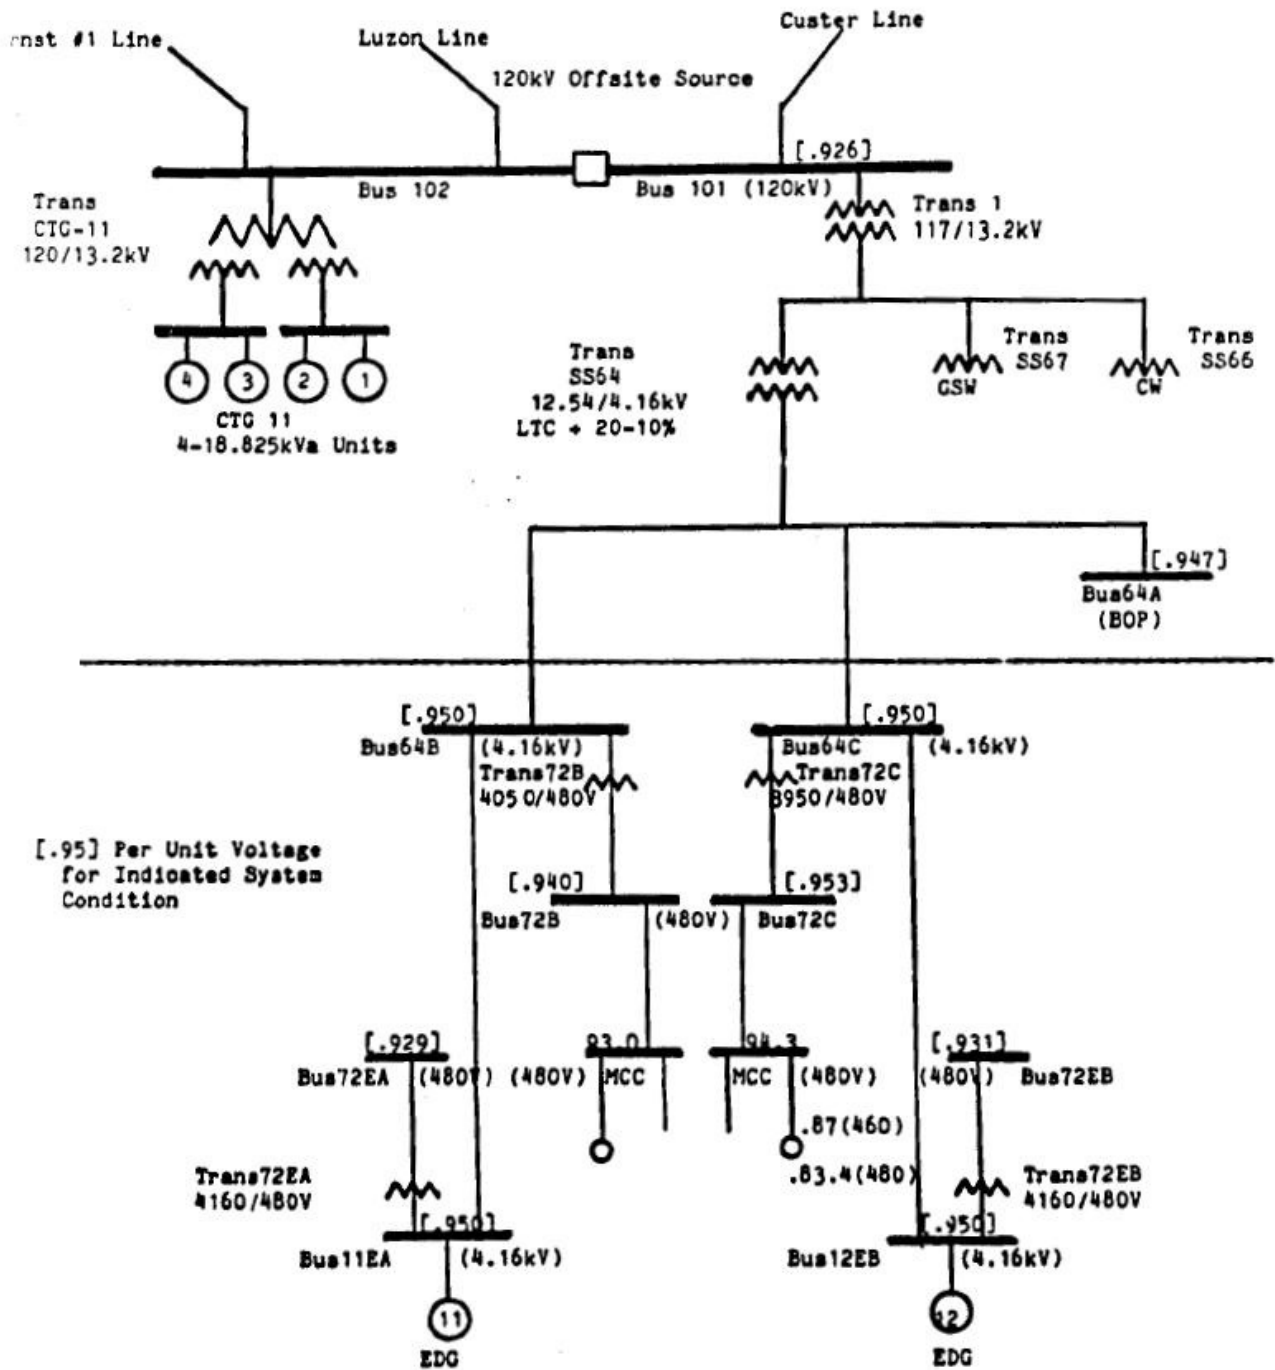 Custer Line
rnst #1 Line
Luzon Line
120kV Offsite Source
[.926]
Bus 102
Bus 101 (120kV)
Trans
CTG-11
120/13.2kV
Trans 1
117/13.2kV
Trans
SS64
12.54/4.16kV
LTC + 20-10%
Trans
SS67
GSW
Trans
SS66
CW
4
3
2
1
CTG 11
4-18.825kVa Units
[.947]
Bus64A
(BOP)
[.950]
Bus64B
(4.16kV)
Trans72B
4050/480V
[.950]
Bus64C
(4.16kV)
Trans72C
3950/480V
[.95] Per Unit Voltage
for Indicated System
Condition
[.940]
Bus72B
(480V)
[.953]
Bus72C
[.929]
Bus72EA
(480V)
93.0
(480V)
MCC
94.3
MCC
(480V)
[.931]
(480V)
Bus72EB
.87(460)
.83.4(480)
Trans72EA
4160/480V
Trans72EB
4160/480V
[.950]
Bus11EA
(4.16kV)
[.950]
Bus12EB
(4.16kV)
11
EDG
12
EDG